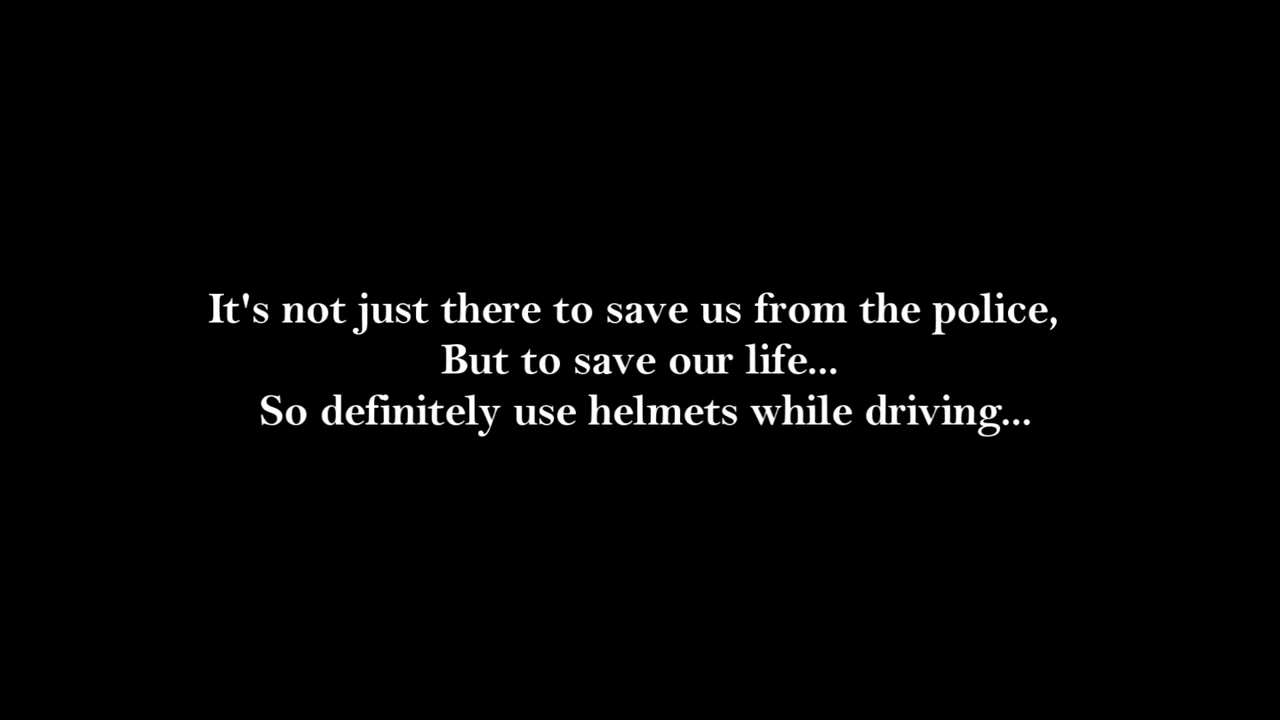 It's not just there to save us from the police,
But to save our life...
So definitely use helmets while driving...